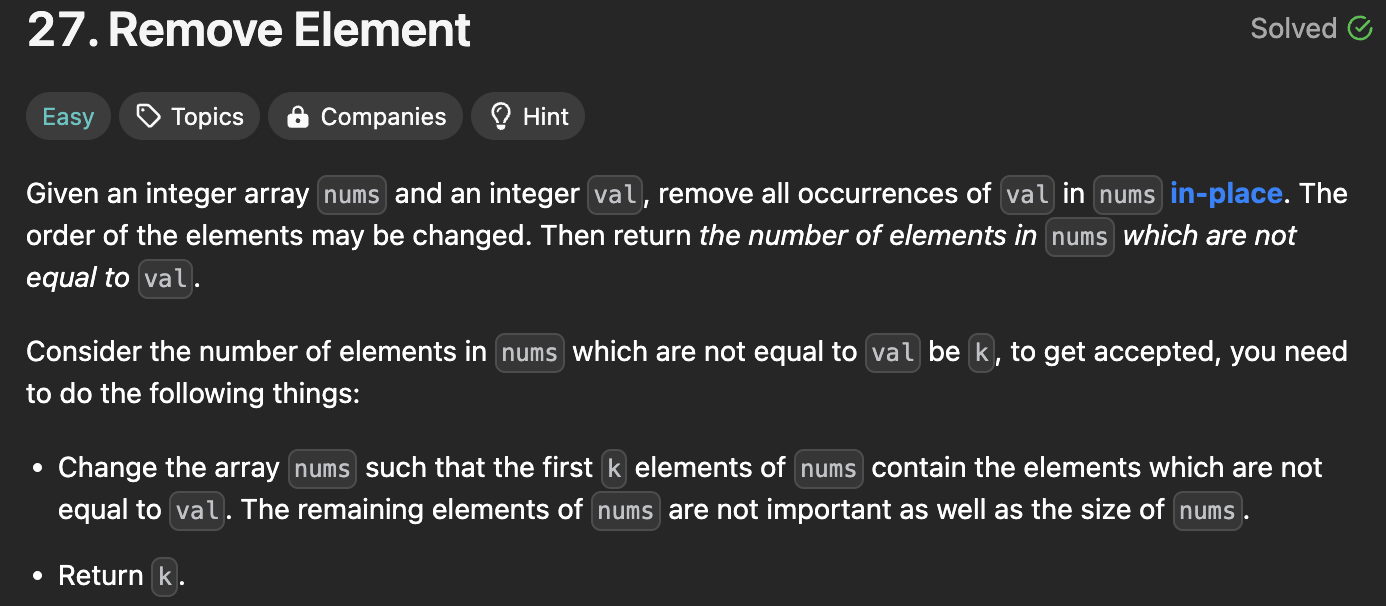 27. Remove Element
Solved
Easy
Topics
Companies
Hint
Given an integer array nums and an integer val, remove all occurrences of val in nums in-place. The
order of the elements may be changed. Then return the number of elements in nums which are not
equal to val.
Consider the number of elements in nums which are not equal to val be k, to get accepted, you need
to do the following things:
• Change the array nums such that the first k elements of nums contain the elements which are not
equal to val. The remaining elements of nums are not important as well as the size of nums.
• Return k.